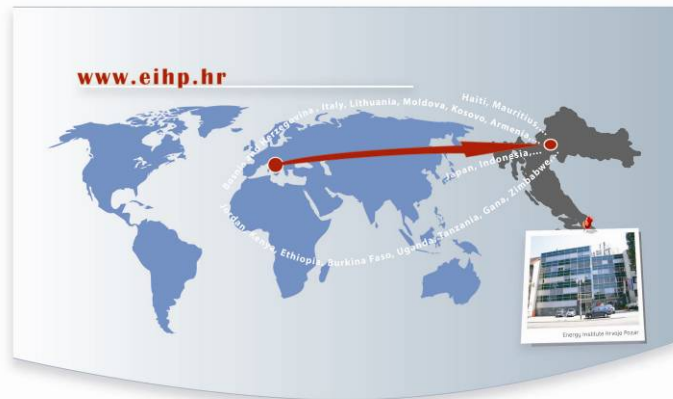 www.eihp.hr
Bosnia and Herzegovina, Italy, Lithuania, Moldova, Kosovo, Armenia,
Haiti, Mauritius,...
Japan, Indonesia,...
Jordan, Kenya, Ethiopia, Burkina Faso, Uganda, Tanzania, Gana, Zimbabwe...
Energy Institute Hrvoje Pozar